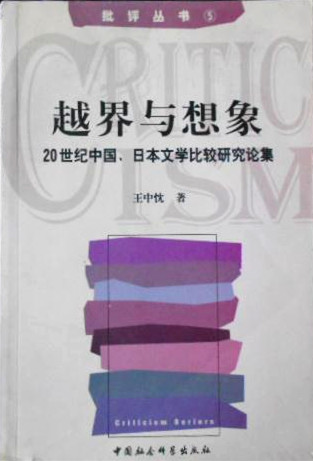 批评丛书⑤
CRITIC
ISM
越界与想象
20世纪中国、日本文学比较研究论集
王中忱 著
Criticism Series
中国社会科学出版社